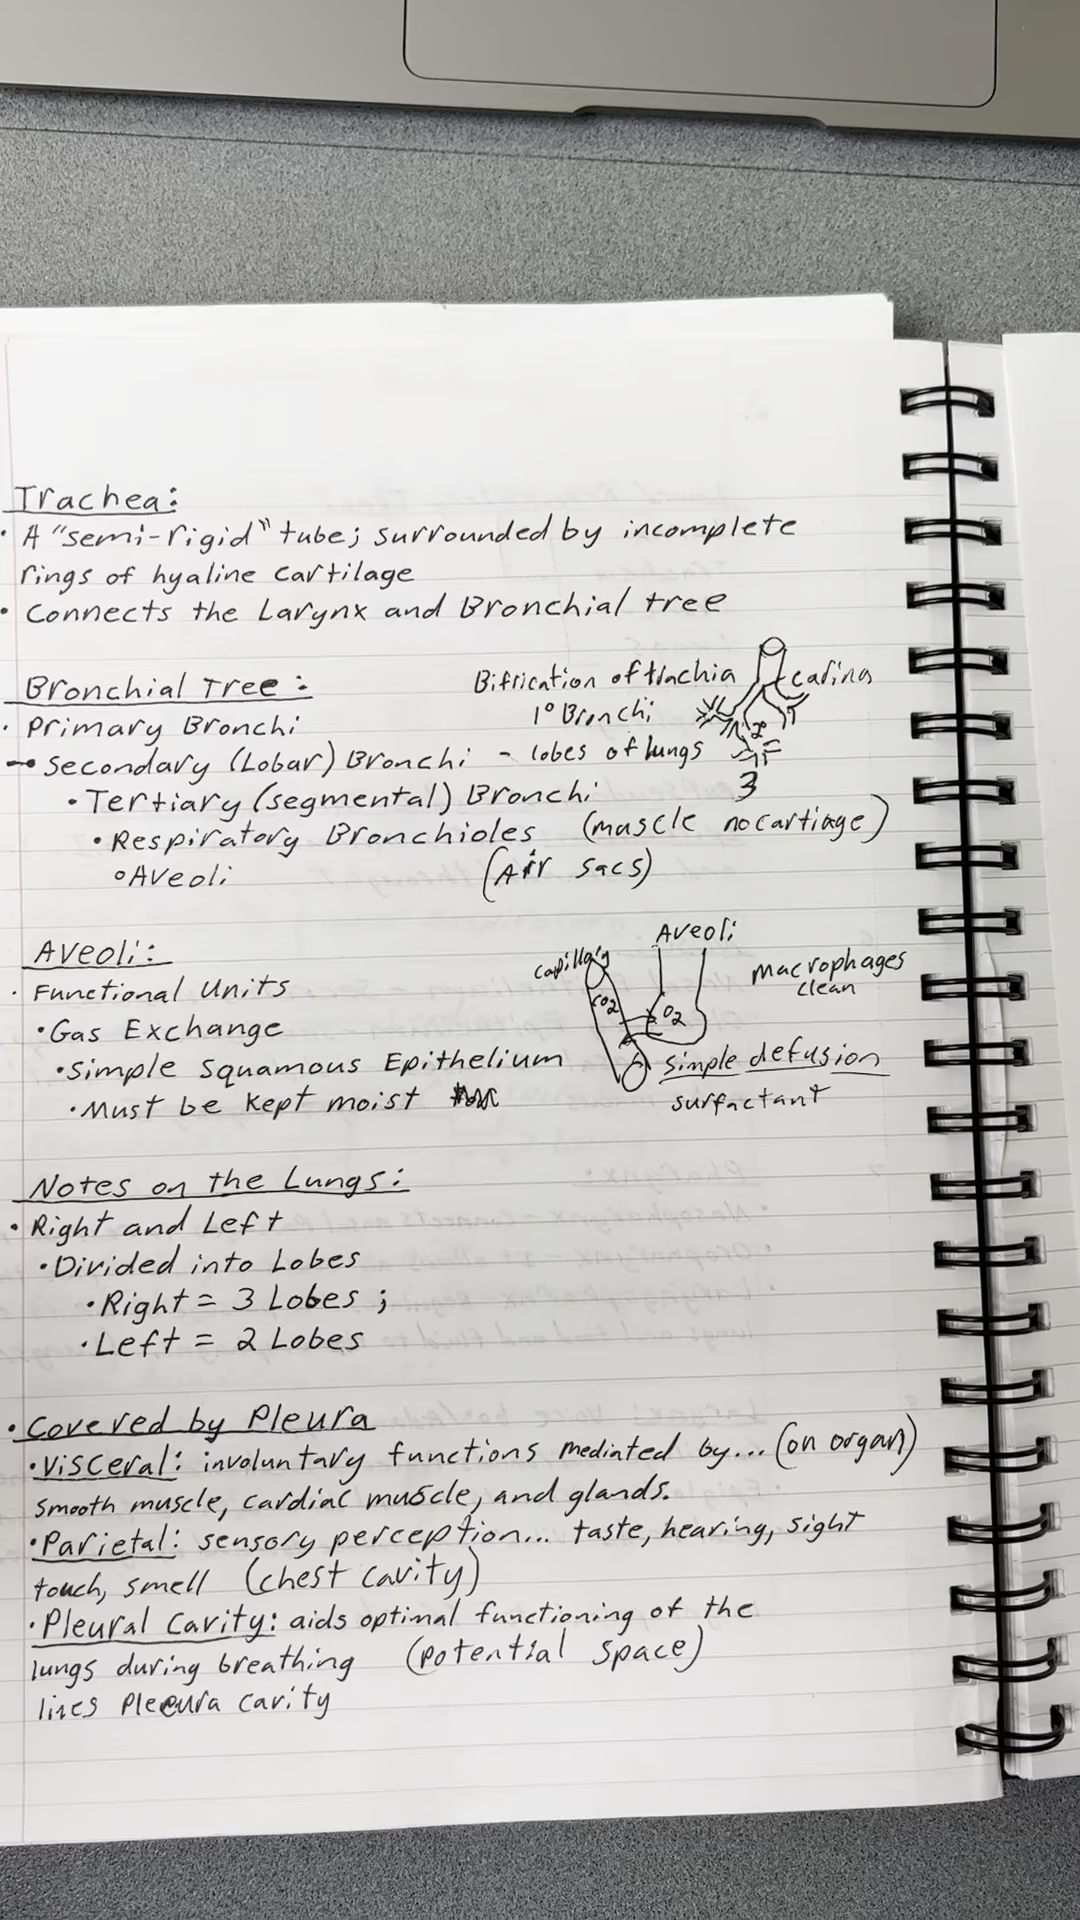 Trachea:
• A "semi-rigid" tube; surrounded by incomplete
rings of hyaline cartilage
• Connects the Larynx and Bronchial tree
Bronchial Tree:
Bifrication of trachia
carina
• Primary Bronchi
1° Bronchi
2°
→ Secondary (Lobar) Bronchi - lobes of lungs
3
• Tertiary (segmental) Bronchi
• Respiratory Bronchioles (muscle no cartiage)
○ Aveoli (Air sacs)
Aveoli:
Aveoli
capillary
macrophages
clean
• Functional Units
CO2
O2
• Gas Exchange
• Simple Squamous Epithelium
simple defusion
• Must be kept moist
surfactant
Notes on the Lungs:
• Right and Left
• Divided into Lobes
• Right = 3 Lobes ;
• Left = 2 Lobes
• Covered by Pleura
• Visceral: involuntary functions mediated by... (on organ)
smooth muscle, cardiac muscle, and glands.
• Parietal: sensory perception... taste, hearing, sight
touch, smell (chest cavity)
• Pleural Cavity: aids optimal functioning of the
lungs during breathing (potential space)
lines Pleeura cavity